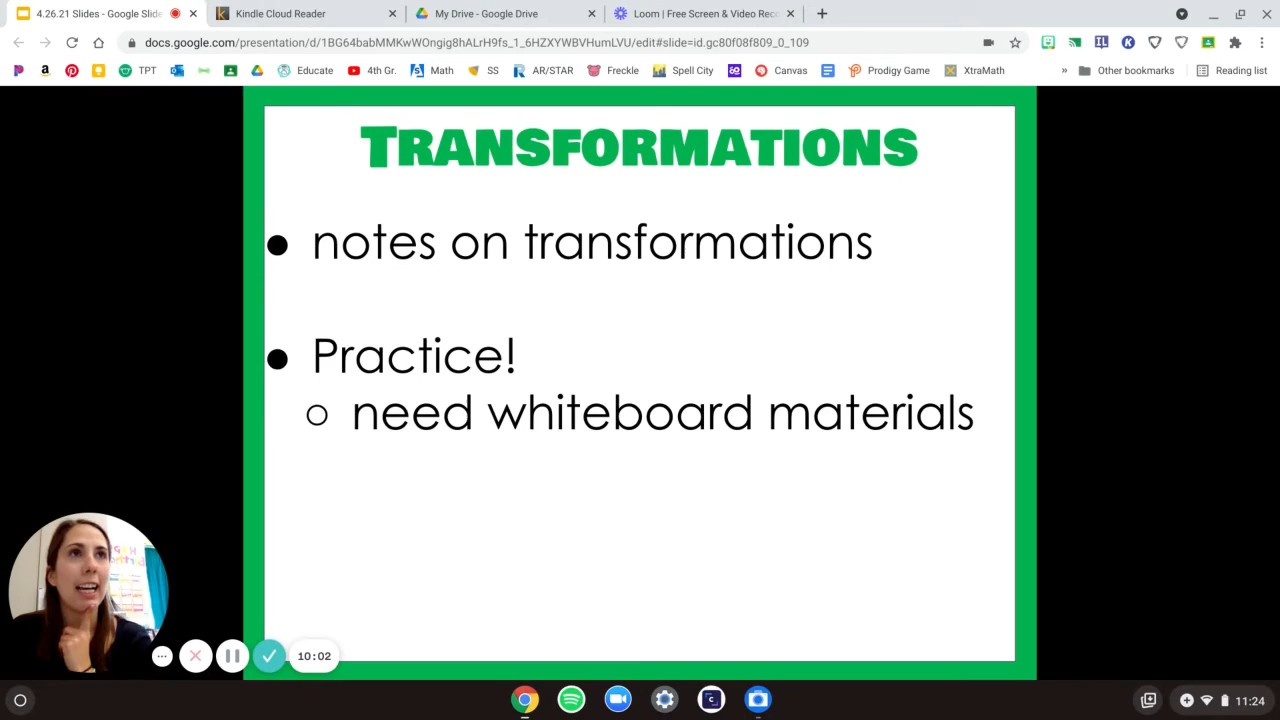 4.26.21 Slides - Google Slide
Kindle Cloud Reader
My Drive - Google Drive
Loom | Free Screen & Video Reco
docs.google.com/presentation/d/1BG64babMMKwWOngig8hALrH9fs_1_6HZXYWBVHumLVU/edit#slide=id.gc80f08f809_0_109
TPT
Educate
4th Gr.
Math
SS
AR/STAR
Freckle
Spell City
Canvas
Prodigy Game
XtraMath
»
Other bookmarks
Reading list
TRANSFORMATIONS
● notes on transformations
● Practice!
○ need whiteboard materials
10:02
11:24